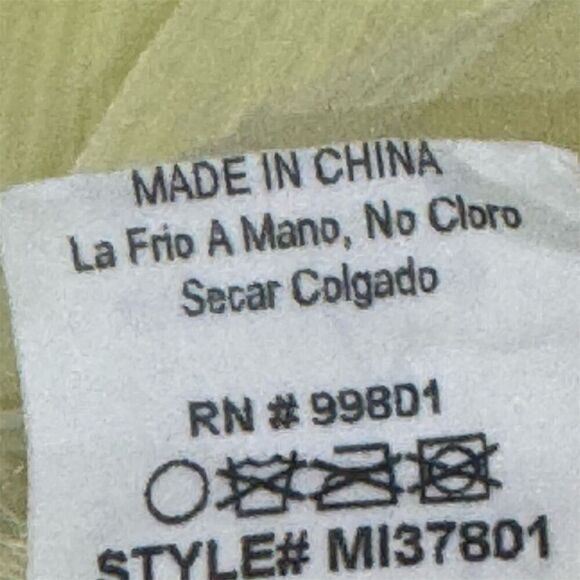 MADE IN CHINA
La Frio A Mano, No Cloro
Secar Colgado
RN # 99801
STYLE# MI37801